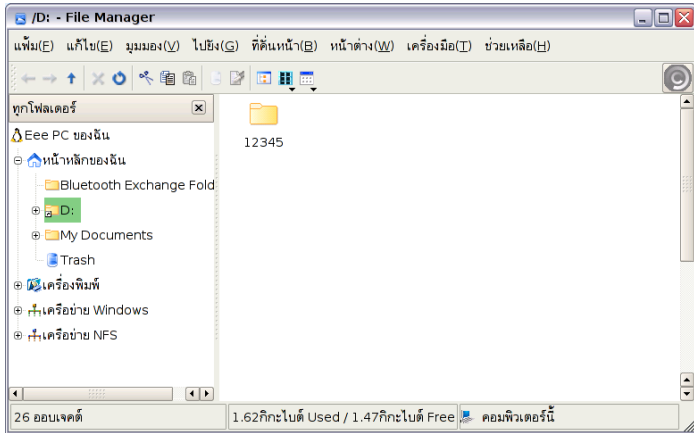 /D: - File Manager
แฟ้ม(F) แก้ไข(E) มุมมอง(V) ไปยัง(G) ที่คั่นหน้า(B) หน้าต่าง(W) เครื่องมือ(T) ช่วยเหลือ(H)
ทุกโฟลเดอร์
Eee PC ของฉัน
หน้าหลักของฉัน
Bluetooth Exchange Fold
D:
My Documents
Trash
เครื่องพิมพ์
เครือข่าย Windows
เครือข่าย NFS
12345
26 ออบเจคต์
1.62กิกะไบต์ Used / 1.47กิกะไบต์ Free
คอมพิวเตอร์นี้